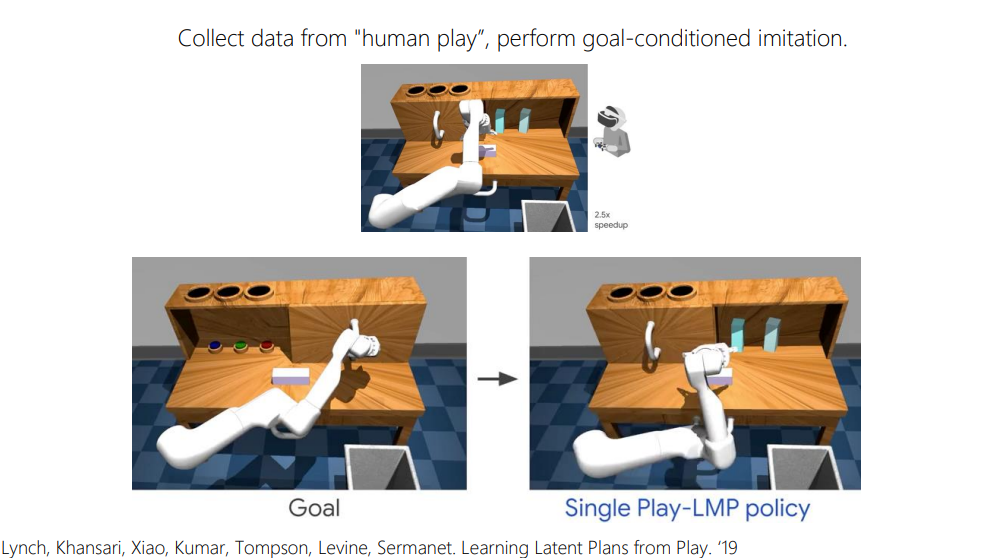 Collect data from "human play”, perform goal-conditioned imitation.
2.5x
speedup
Goal
Single Play-LMP policy
Lynch, Khansari, Xiao, Kumar, Tompson, Levine, Sermanet. Learning Latent Plans from Play. ‘19